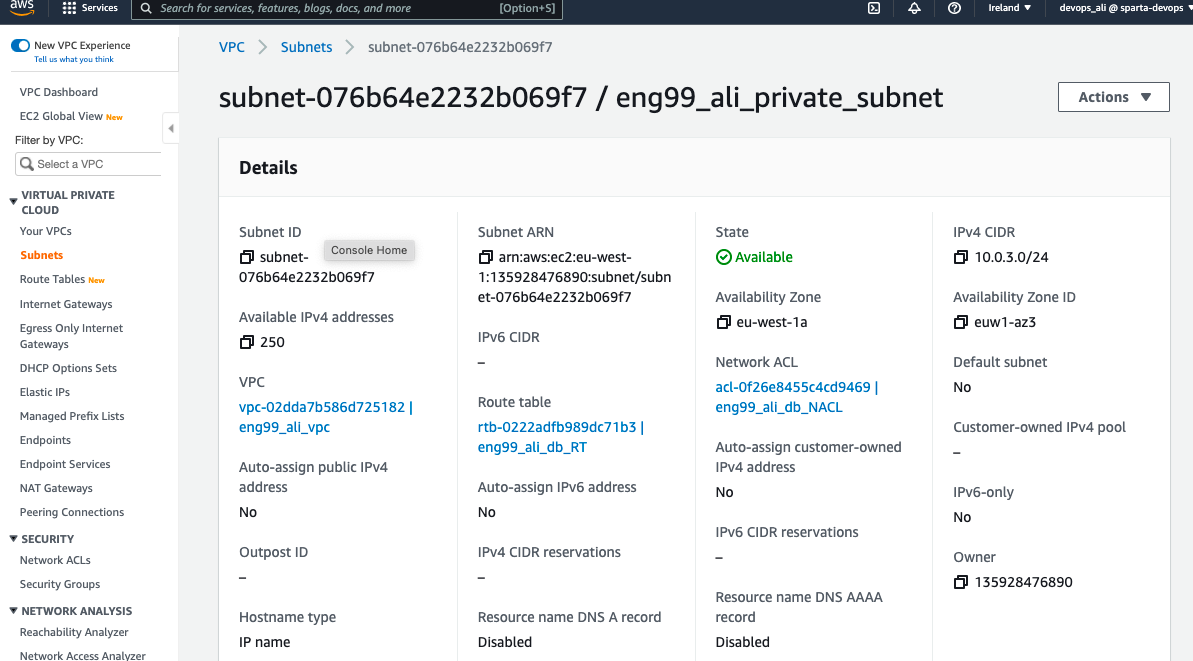 aws
Services
Search for services, features, blogs, docs, and more
[Option+S]
Ireland ▼
devops_ali @ sparta-devops ▼
New VPC Experience
Tell us what you think
VPC Dashboard
EC2 Global View New
Filter by VPC:
Select a VPC
VIRTUAL PRIVATE
CLOUD
Your VPCs
Subnets
Route Tables New
Internet Gateways
Egress Only Internet
Gateways
DHCP Options Sets
Elastic IPs
Managed Prefix Lists
Endpoints
Endpoint Services
NAT Gateways
Peering Connections
SECURITY
Network ACLs
Security Groups
NETWORK ANALYSIS
Reachability Analyzer
Network Access Analyzer
VPC > Subnets > subnet-076b64e2232b069f7
subnet-076b64e2232b069f7 / eng99_ali_private_subnet
Actions ▼
Details
Subnet ID
subnet-
076b64e2232b069f7
Console Home
Available IPv4 addresses
250
VPC
vpc-02dda7b586d725182 |
eng99_ali_vpc
Auto-assign public IPv4
address
No
Outpost ID
–
Hostname type
IP name
Subnet ARN
arn:aws:ec2:eu-west-
1:135928476890:subnet/subn
et-076b64e2232b069f7
IPv6 CIDR
–
Route table
rtb-0222adfb989dc71b3 |
eng99_ali_db_RT
Auto-assign IPv6 address
No
IPv4 CIDR reservations
–
Resource name DNS A record
Disabled
State
Available
Availability Zone
eu-west-1a
Network ACL
acl-0f26e8455c4cd9469 |
eng99_ali_db_NACL
Auto-assign customer-owned
IPv4 address
No
IPv6 CIDR reservations
–
Resource name DNS AAAA
record
Disabled
IPv4 CIDR
10.0.3.0/24
Availability Zone ID
euw1-az3
Default subnet
No
Customer-owned IPv4 pool
–
IPv6-only
No
Owner
135928476890